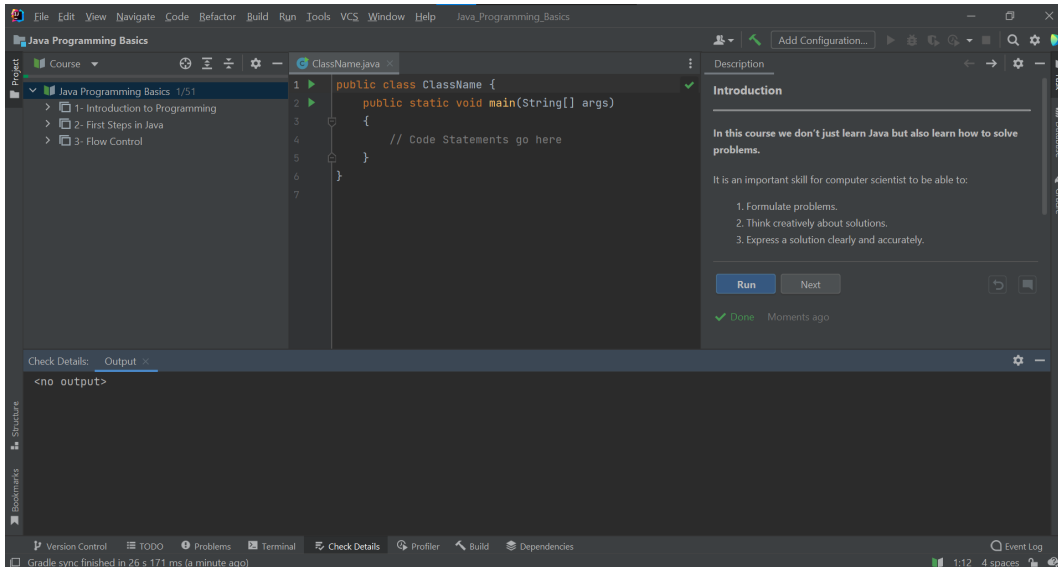 File Edit View Navigate Code Refactor Build Run Tools VCS Window Help Java_Programming_Basics
Java Programming Basics
Add Configuration...
Project
Course
Java Programming Basics 1/51
1- Introduction to Programming
2- First Steps in Java
3- Flow Control
ClassName.java
1 public class ClassName {
2 public static void main(String[] args)
3 {
4 // Code Statements go here
5 }
6 }
7
Description
Introduction
In this course we don't just learn Java but also learn how to solve
problems.
It is an important skill for computer scientist to be able to:
1. Formulate problems.
2. Think creatively about solutions.
3. Express a solution clearly and accurately.
Run Next
Done Moments ago
Check Details: Output
<no output>
Structure
Bookmarks
Version Control TODO Problems Terminal Check Details Profiler Build Dependencies Event Log
Gradle sync finished in 26 s 171 ms (a minute ago) 1:12 4 spaces